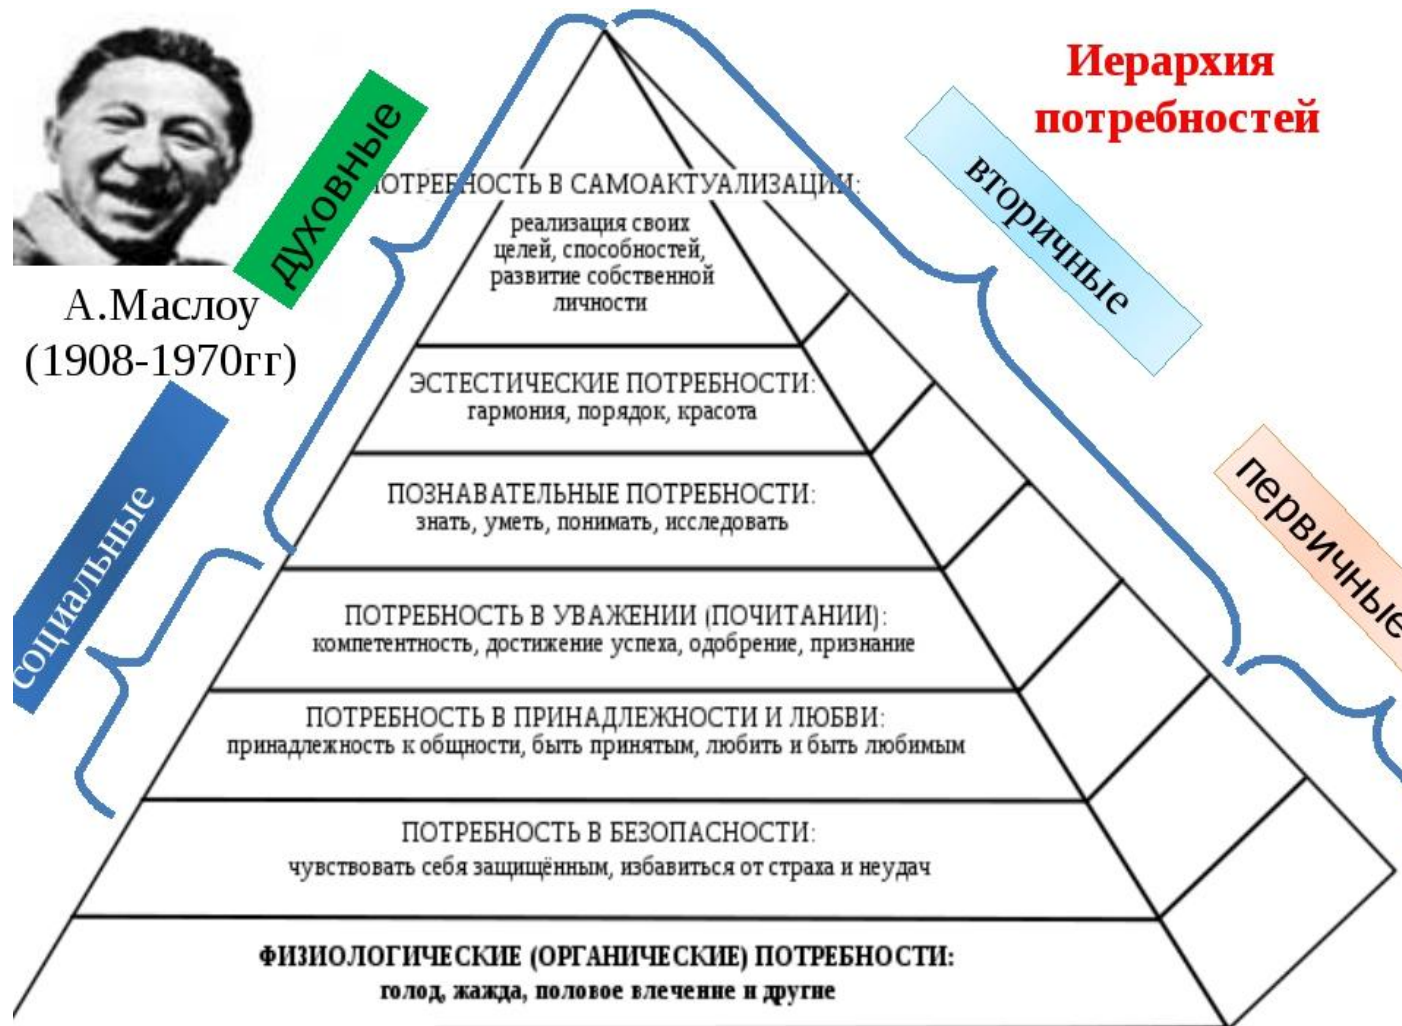 Иерархия
потребностей
духовные
вторичные
ПОТРЕБНОСТЬ В САМОАКТУАЛИЗАЦИИ:
реализация своих
целей, способностей,
развитие собственной
личности
А.Маслоу
(1908-1970гг)
ЭСТЕСТИЧЕСКИЕ ПОТРЕБНОСТИ:
гармония, порядок, красота
социальные
первичные
ПОЗНАВАТЕЛЬНЫЕ ПОТРЕБНОСТИ:
знать, уметь, понимать, исследовать
ПОТРЕБНОСТЬ В УВАЖЕНИИ (ПОЧИТАНИИ):
компетентность, достижение успеха, одобрение, признание
ПОТРЕБНОСТЬ В ПРИНАДЛЕЖНОСТИ И ЛЮБВИ:
принадлежность к общности, быть принятым, любить и быть любимым
ПОТРЕБНОСТЬ В БЕЗОПАСНОСТИ:
чувствовать себя защищённым, избавиться от страха и неудач
ФИЗИОЛОГИЧЕСКИЕ (ОРГАНИЧЕСКИЕ) ПОТРЕБНОСТИ:
голод, жажда, половое влечение и другие